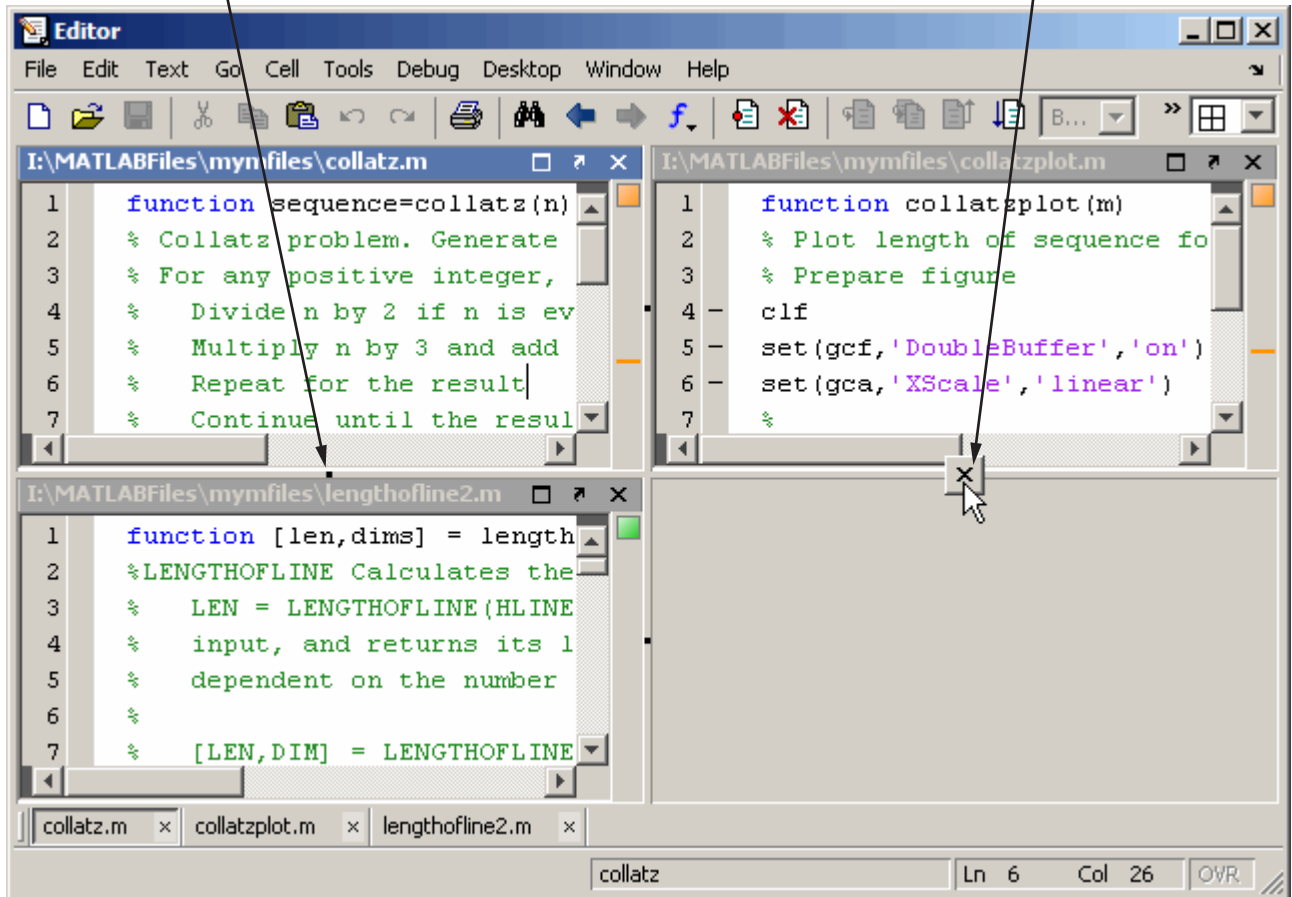 Editor
File Edit Text Go Cell Tools Debug Desktop Window Help
B...
I:\MATLABFiles\mymfiles\collatz.m
1 function sequence=collatz(n)
2 % Collatz problem. Generate
3 % For any positive integer,
4 % Divide n by 2 if n is ev
5 % Multiply n by 3 and add
6 % Repeat for the result
7 % Continue until the resul
I:\MATLABFiles\mymfiles\collatzplot.m
1 function collatzplot(m)
2 % Plot length of sequence fo
3 % Prepare figure
4 - clf
5 - set(gcf,'DoubleBuffer','on')
6 - set(gca,'XScale','linear')
7 %
I:\MATLABFiles\mymfiles\lengthofline2.m
1 function [len,dims] = length
2 %LENGTHOFLINE Calculates the
3 % LEN = LENGTHOFLINE(HLINE
4 % input, and returns its l
5 % dependent on the number
6 %
7 % [LEN,DIM] = LENGTHOFLINE
collatz.m × collatzplot.m × lengthofline2.m ×
collatz Ln 6 Col 26 OVR